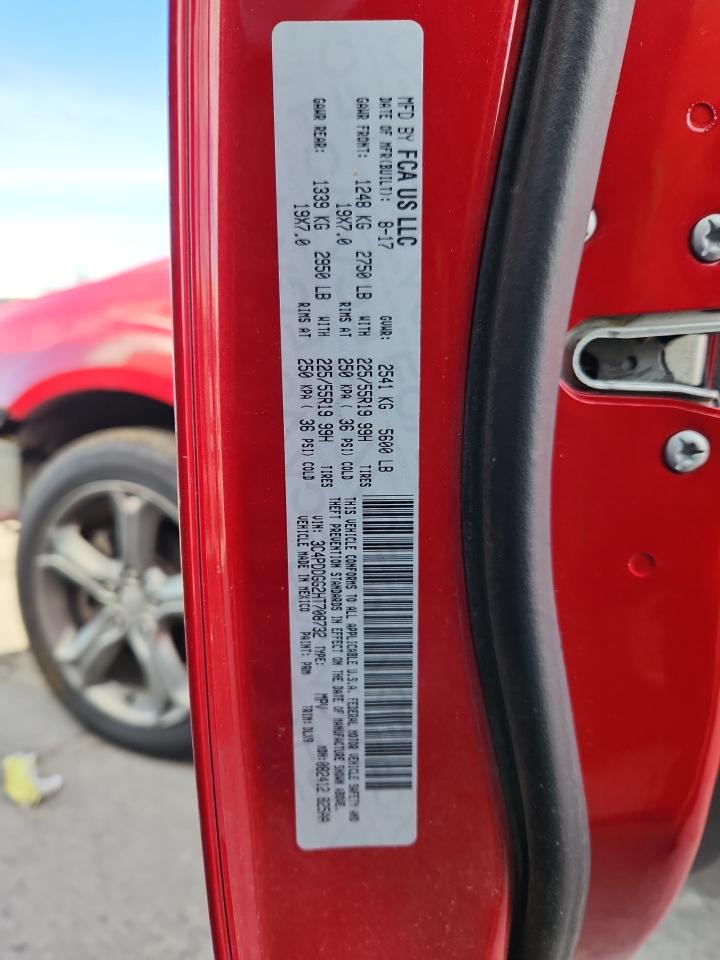 MFD BY FCA US LLC
DATE OF MFR(BUILT): 8-17 GVWR: 2541 KG 5600 LB
GAWR FRONT: 1248 KG 2750 LB WITH 225/55R19 99H TIRES
19X7.0 RIMS AT 250 KPA ( 36 PSI) COLD
GAWR REAR: 1339 KG 2950 LB WITH 225/55R19 99H TIRES
19X7.0 RIMS AT 250 KPA ( 36 PSI) COLD
THIS VEHICLE CONFORMS TO ALL APPLICABLE U.S.A. FEDERAL MOTOR VEHICLE SAFETY AND
THEFT PREVENTION STANDARDS IN EFFECT ON THE DATE OF MANUFACTURE SHOWN ABOVE.
VIN: 3C4PDDGG2HT708732 TYPE: MPV MDH:082412 825AA
VEHICLE MADE IN MEXICO PAINT: PRM TRIM:DLX9